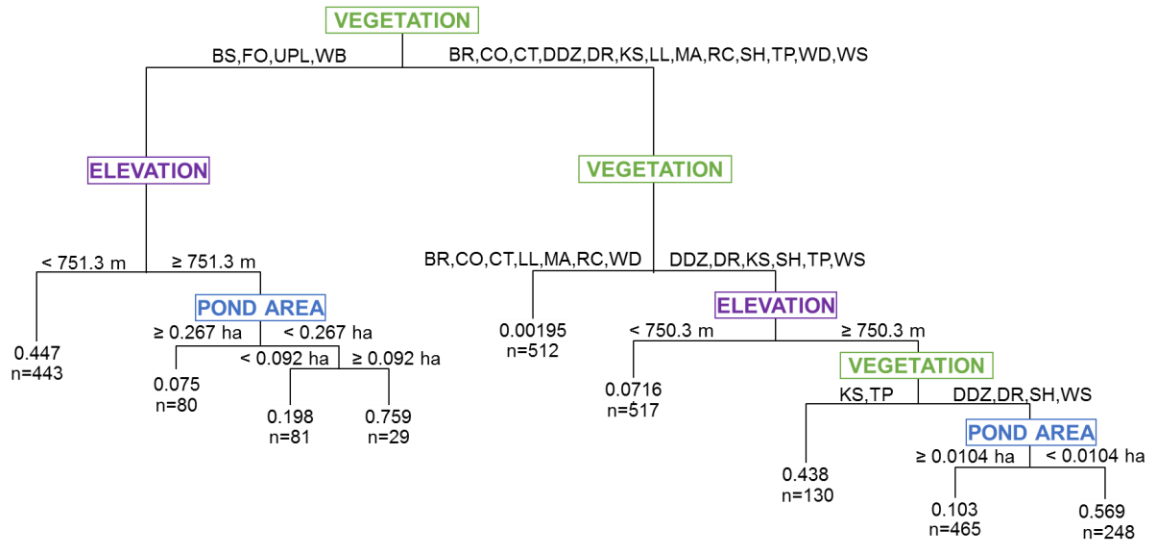 VEGETATION
BS,FO,UPL,WB
BR,CO,CT,DDZ,DR,KS,LL,MA,RC,SH,TP,WD,WS
ELEVATION
VEGETATION
< 751.3 m
≥ 751.3 m
BR,CO,CT,LL,MA,RC,WD
DDZ,DR,KS,SH,TP,WS
POND AREA
ELEVATION
≥ 0.267 ha
< 0.267 ha
< 750.3 m
≥ 750.3 m
0.447
n=443
< 0.092 ha
≥ 0.092 ha
0.00195
n=512
VEGETATION
0.075
n=80
0.0716
n=517
KS,TP
DDZ,DR,SH,WS
0.198
n=81
0.759
n=29
POND AREA
≥ 0.0104 ha
< 0.0104 ha
0.438
n=130
0.103
n=465
0.569
n=248